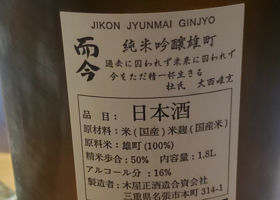 JIKON JYUNMAI GINJYO
而今
純米吟醸雄町
過去に囚われず未来に囚われず
今をただ精一杯生きる
杜氏 大西唯克
品目：日本酒
原材料：米(国産)米麹(国産米)
原料米：雄町(100%)
精米歩合：50% 内容量：1.8L
アルコール分：16%
製造者：木屋正酒造合資会社
三重県名張市本町314-1